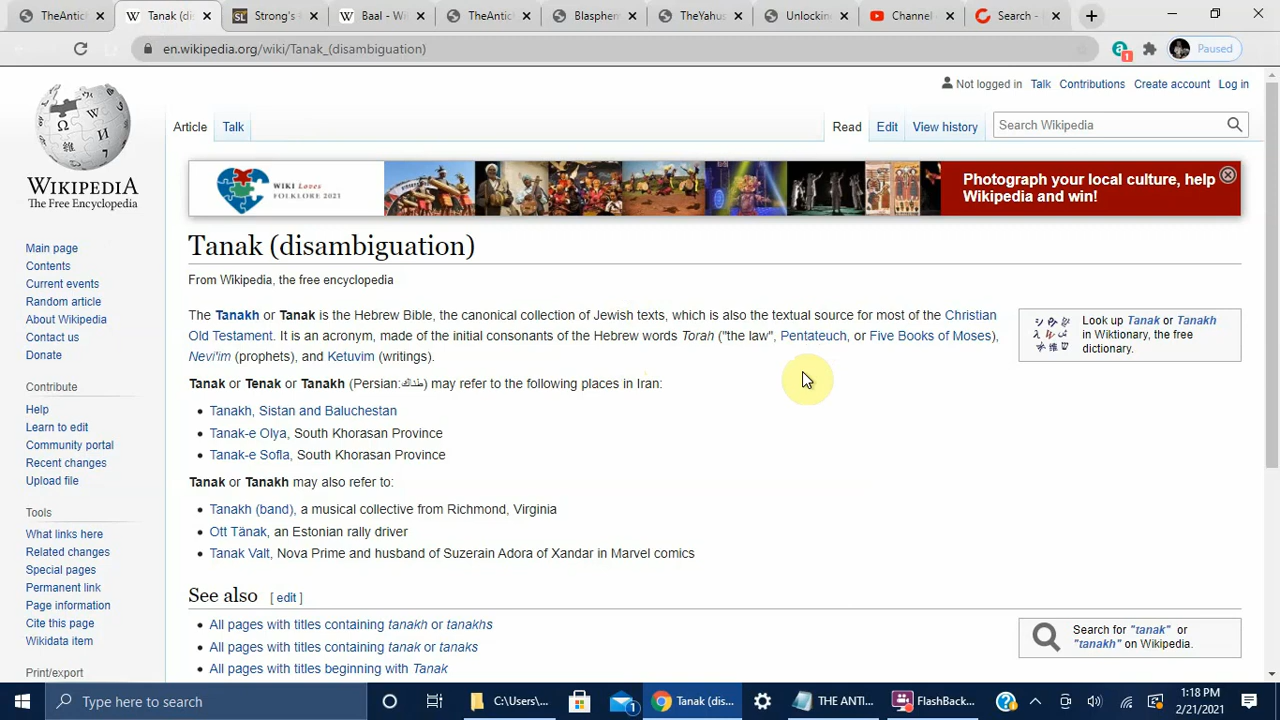 TheAntich
Tanak (di
Strong's
Baal - Wi
TheAntich
Blasphem
TheYahus
Unlocking
Channel
Search -
en.wikipedia.org/wiki/Tanak_(disambiguation)
1
Paused
Not logged in Talk Contributions Create account Log in
Article Talk
Read Edit View history
Search Wikipedia
WIKIPEDIA
The Free Encyclopedia
WIKI Loves
FOLKLORE 2021
Photograph your local culture, help
Wikipedia and win!
Main page
Contents
Current events
Random article
About Wikipedia
Contact us
Donate
Contribute
Help
Learn to edit
Community portal
Recent changes
Upload file
Tools
What links here
Related changes
Special pages
Permanent link
Page information
Cite this page
Wikidata item
Print/export
Tanak (disambiguation)
From Wikipedia, the free encyclopedia
The Tanakh or Tanak is the Hebrew Bible, the canonical collection of Jewish texts, which is also the textual source for most of the Christian
Old Testament. It is an acronym, made of the initial consonants of the Hebrew words Torah ("the law", Pentateuch, or Five Books of Moses),
Nevi'im (prophets), and Ketuvim (writings).
Tanak or Tenak or Tanakh (Persian: طناك) may refer to the following places in Iran:
• Tanakh, Sistan and Baluchestan
• Tanak-e Olya, South Khorasan Province
• Tanak-e Sofla, South Khorasan Province
Tanak or Tanakh may also refer to:
• Tanakh (band), a musical collective from Richmond, Virginia
• Ott Tänak, an Estonian rally driver
• Tanak Valt, Nova Prime and husband of Suzerain Adora of Xandar in Marvel comics
See also [ edit ]
• All pages with titles containing tanakh or tanakhs
• All pages with titles containing tanak or tanaks
• All pages with titles beginning with Tanak
Look up Tanak or Tanakh
in Wiktionary, the free
dictionary.
Search for "tanak" or
"tanakh" on Wikipedia.
Type here to search
C:\Users\...
1
Tanak (dis...
THE ANTI...
FlashBack...
1:18 PM
2/21/2021